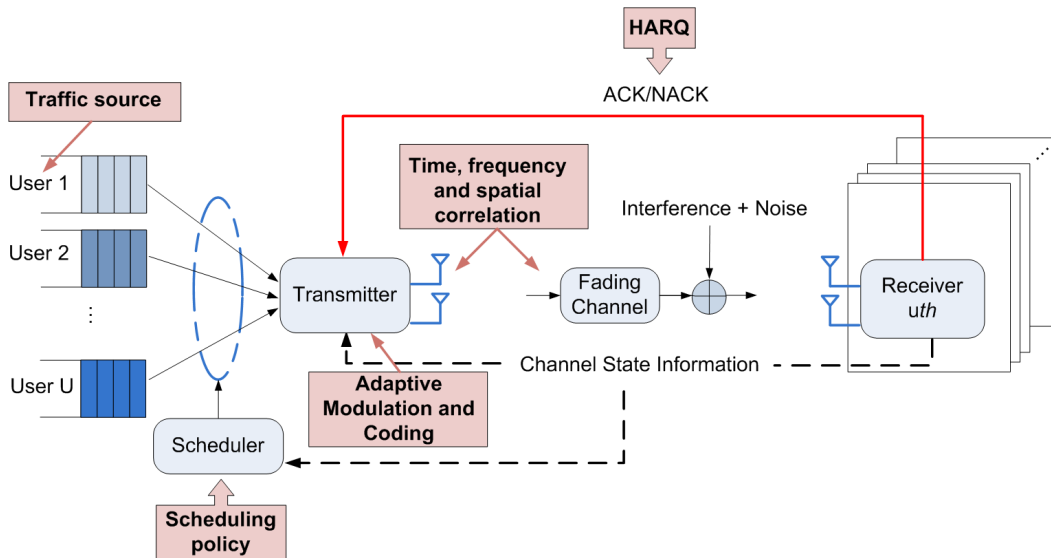 HARQ
ACK/NACK
Traffic source
User 1
User 2
⋮
User U
Time, frequency
and spatial
correlation
Interference + Noise
Transmitter
Fading
Channel
Receiver
uth
Channel State Information
Adaptive
Modulation and
Coding
Scheduler
Scheduling
policy